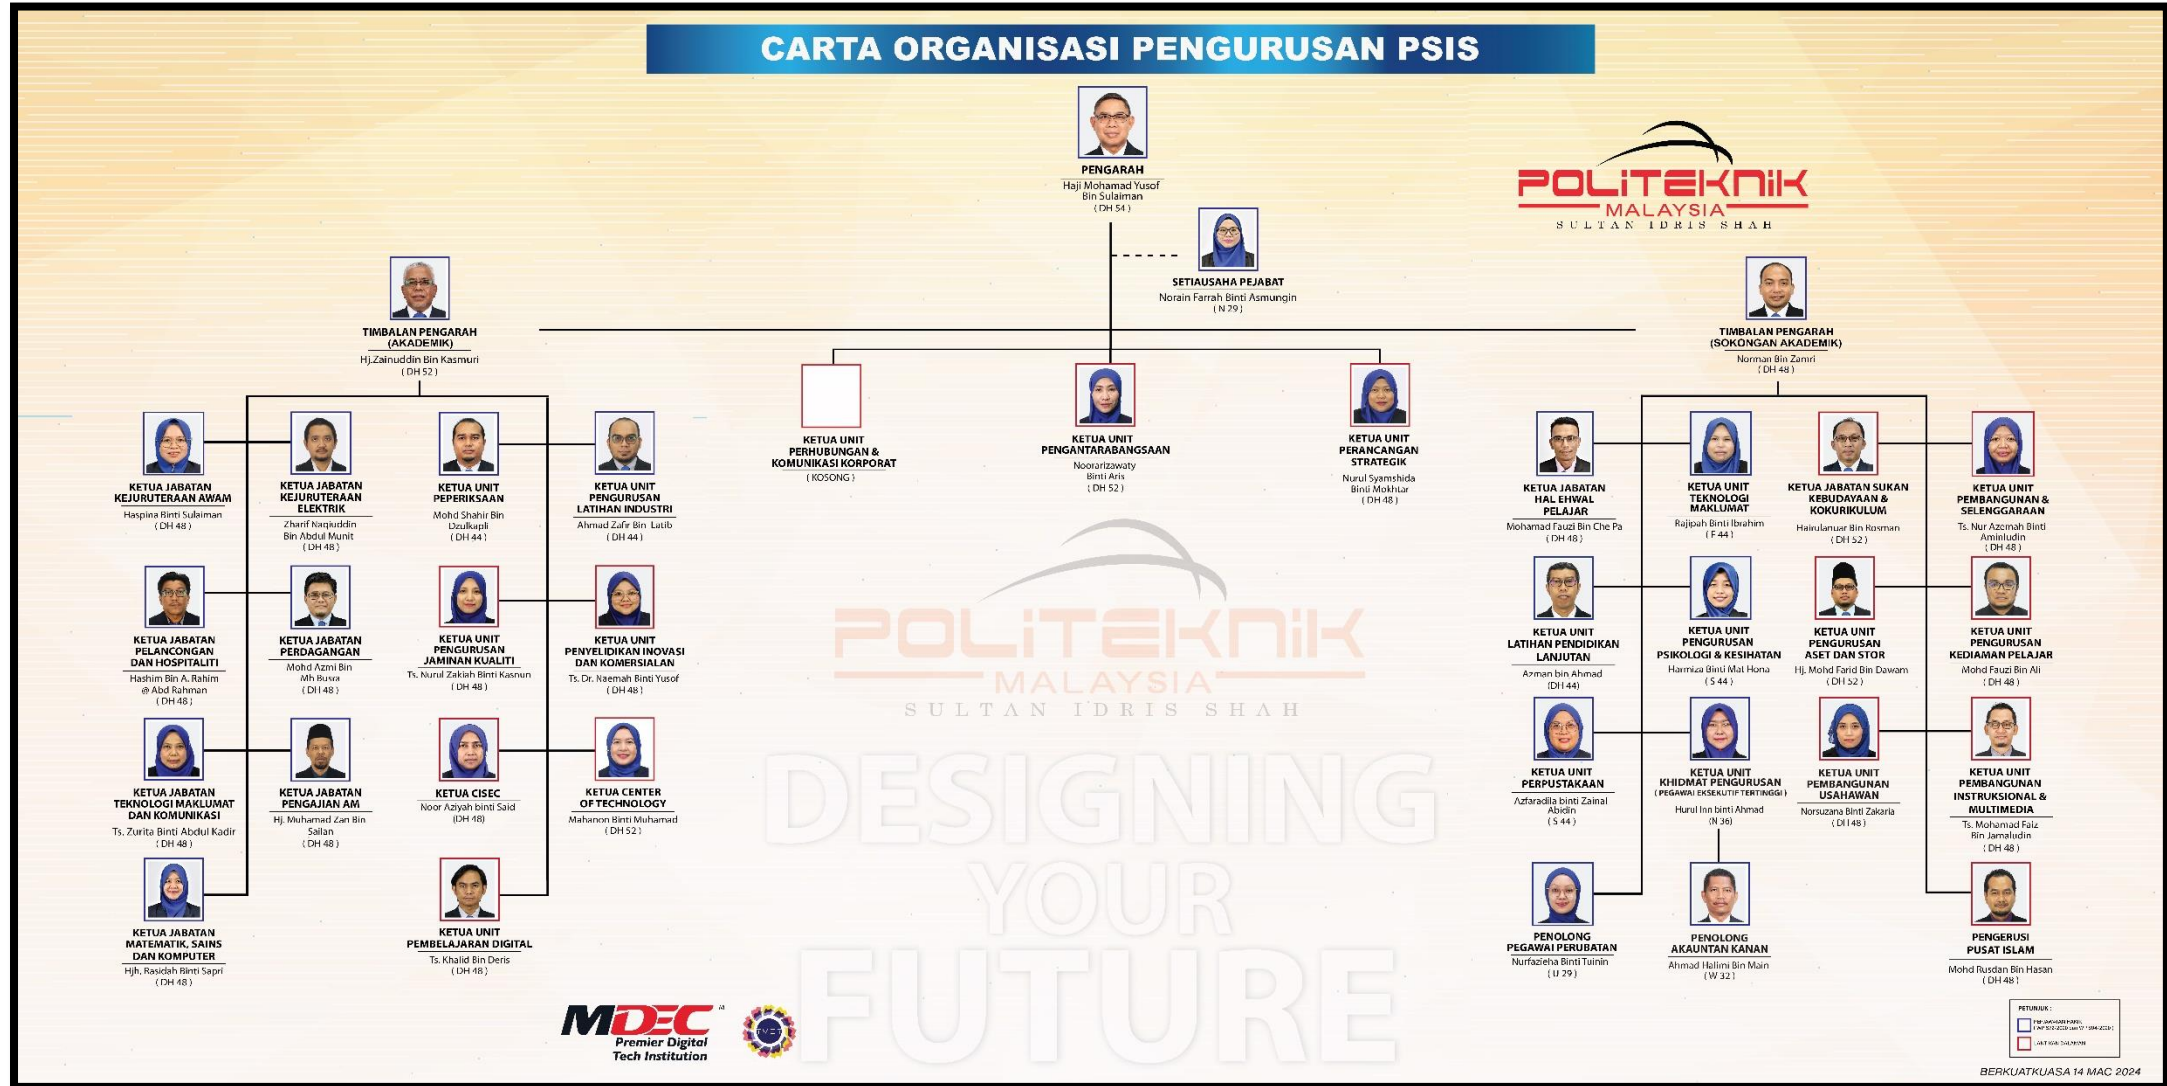 CARTA ORGANISASI PENGURUSAN PSIS
PENGARAH
Haji Mohamad Yusof
Bin Sulaiman
( DH 54 )
POLITEKNIK
MALAYSIA
SULTAN IDRIS SHAH
SETIAUSAHA PEJABAT
Norain Farrah Binti Asmungin
( N 29 )
TIMBALAN PENGARAH
(AKADEMIK)
Hj.Zainuddin Bin Kasmuri
( DH 52 )
TIMBALAN PENGARAH
(SOKONGAN AKADEMIK)
Norman Bin Zamri
( DH 48 )
KETUA UNIT
PERHUBUNGAN &
KOMUNIKASI KORPORAT
( KOSONG )
KETUA UNIT
PENGANTARABANGSAAN
Noorarizawaty
Binti Aris
( DH 52 )
KETUA UNIT
PERANCANGAN
STRATEGIK
Nurul Syamshida
Binti Mokhtar
( DH 48 )
KETUA JABATAN
KEJURUTERAAN AWAM
Haspina Binti Sulaiman
( DH 48 )
KETUA JABATAN
KEJURUTERAAN
ELEKTRIK
Zharif Naqiuddin
Bin Abdul Munit
( DH 48 )
KETUA UNIT
PEPERIKSAAN
Mohd Shahir Bin
Dzulkapli
( DH 44 )
KETUA UNIT
PENGURUSAN
LATIHAN INDUSTRI
Ahmad Zafir Bin Latib
( DH 44 )
KETUA JABATAN
HAL EHWAL
PELAJAR
Mohamad Fauzi Bin Che Pa
( DH 48 )
KETUA UNIT
TEKNOLOGI
MAKLUMAT
Rajipah Binti Ibrahim
( F 44 )
KETUA JABATAN SUKAN
KEBUDAYAAN &
KOKURIKULUM
Hairulanuar Bin Rosman
( DH 52 )
KETUA UNIT
PEMBANGUNAN &
SELENGGARAAN
Ts. Nur Azemah Binti
Aminludin
( DH 48 )
KETUA JABATAN
PELANCONGAN
DAN HOSPITALITI
Hashim Bin A. Rahim
@ Abd Rahman
( DH 48 )
KETUA JABATAN
PERDAGANGAN
Mohd Azmi Bin
Mh Busra
( DH 48 )
KETUA UNIT
PENGURUSAN
JAMINAN KUALITI
Ts. Nurul Zakiah Binti Kasnun
( DH 48 )
KETUA UNIT
PENYELIDIKAN INOVASI
DAN KOMERSIALAN
Ts. Dr. Naemah Binti Yusof
( DH 48 )
KETUA UNIT
LATIHAN PENDIDIKAN
LANJUTAN
Azman bin Ahmad
(DH 44)
KETUA UNIT
PENGURUSAN
PSIKOLOGI & KESIHATAN
Harmiza Binti Mat Hona
( S 44 )
KETUA UNIT
PENGURUSAN
ASET DAN STOR
Hj. Mohd Farid Bin Dawam
( DH 52 )
KETUA UNIT
PENGURUSAN
KEDIAMAN PELAJAR
Mohd Fauzi Bin Ali
( DH 48 )
KETUA JABATAN
TEKNOLOGI MAKLUMAT
DAN KOMUNIKASI
Ts. Zurita Binti Abdul Kadir
( DH 48 )
KETUA JABATAN
PENGAJIAN AM
Hj. Muhamad Zan Bin
Sailan
( DH 48 )
KETUA CISEC
Noor Aziyah binti Said
(DH 48)
KETUA CENTER
OF TECHNOLOGY
Mahanon Binti Muhamad
( DH 52 )
KETUA UNIT
PERPUSTAKAAN
Azfaradila binti Zainal
Abidin
( S 44 )
KETUA UNIT
KHIDMAT PENGURUSAN
( PEGAWAI EKSEKUTIF TERTINGGI )
Hurul Inn binti Ahmad
(N 36)
KETUA UNIT
PEMBANGUNAN
USAHAWAN
Norsuzana Binti Zakaria
( DH 48 )
KETUA UNIT
PEMBANGUNAN
INSTRUKSIONAL &
MULTIMEDIA
Ts. Mohamad Faiz
Bin Jamaludin
( DH 48 )
KETUA JABATAN
MATEMATIK, SAINS
DAN KOMPUTER
Hjh. Rasidah Binti Sapri
( DH 48 )
KETUA UNIT
PEMBELAJARAN DIGITAL
Ts. Khalid Bin Deris
( DH 48 )
PENOLONG
PEGAWAI PERUBATAN
Nurfazieha Binti Tuinin
( U 29 )
PENOLONG
AKAUNTAN KANAN
Ahmad Halimi Bin Main
( W 32 )
PENGERUSI
PUSAT ISLAM
Mohd Rusdan Bin Hasan
( DH 48 )
POLITEKNIK
MALAYSIA
SULTAN IDRIS SHAH
DESIGNING
YOUR
FUTURE
MDEC
Premier Digital
Tech Institution
TVET
PETUNJUK :
BERKUATKUASA 14 MAC 2024